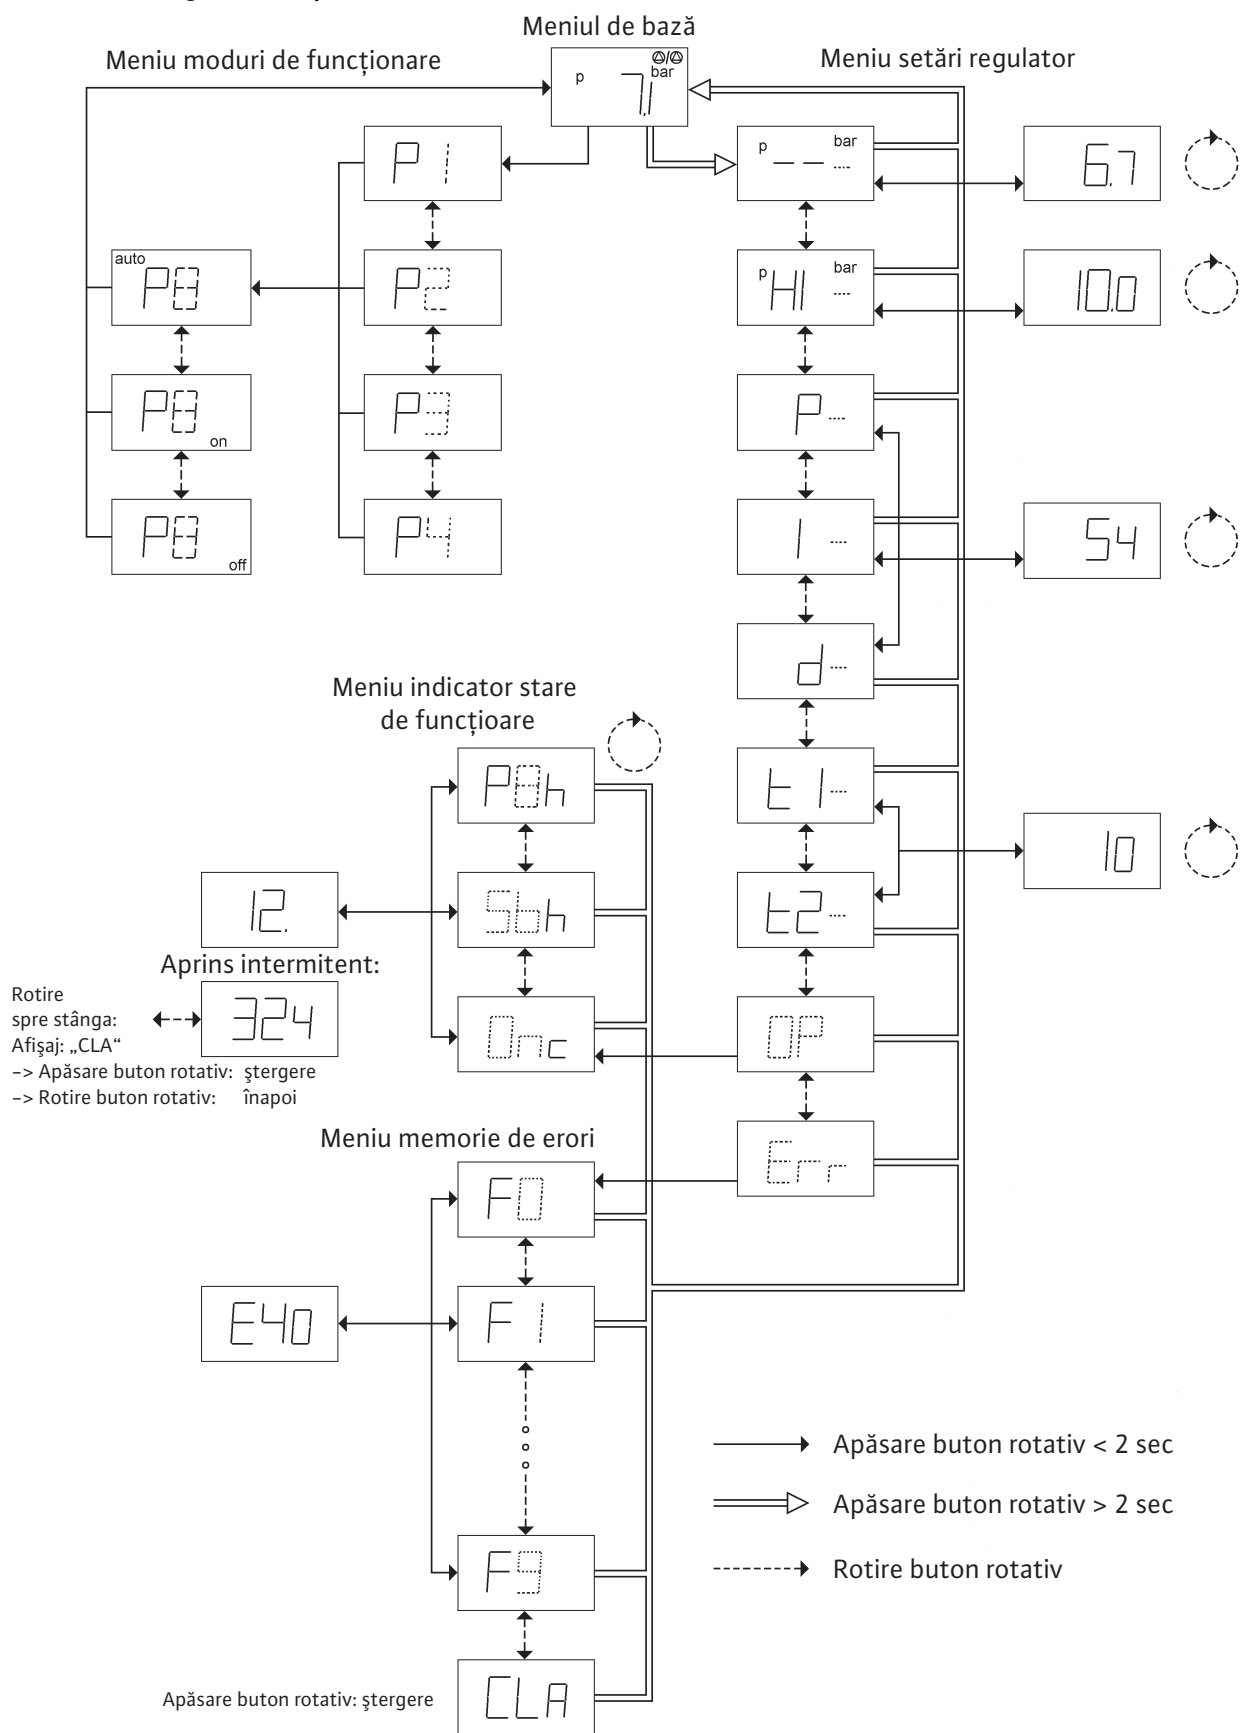 Meniul de bază
Meniu moduri de funcționare
Meniu setări regulator
p 7.1 bar
P1
P2
P3
P4
auto P8
P8 on
P8 off
p -- bar ----
6.7
p HI bar ----
10.0
P----
I ----
54
d----
t1----
10
t2----
OP
Err
Meniu indicator stare
de funcțioare
P8h
Sbh
Onc
12.
Aprins intermitent:
324
Rotire
spre stânga:
Afişaj: „CLA“
-> Apăsare buton rotativ: ştergere
-> Rotire buton rotativ: înapoi
Meniu memorie de erori
F0
F1
F9
CLA
E40
Apăsare buton rotativ: ştergere
Apăsare buton rotativ < 2 sec
Apăsare buton rotativ > 2 sec
Rotire buton rotativ